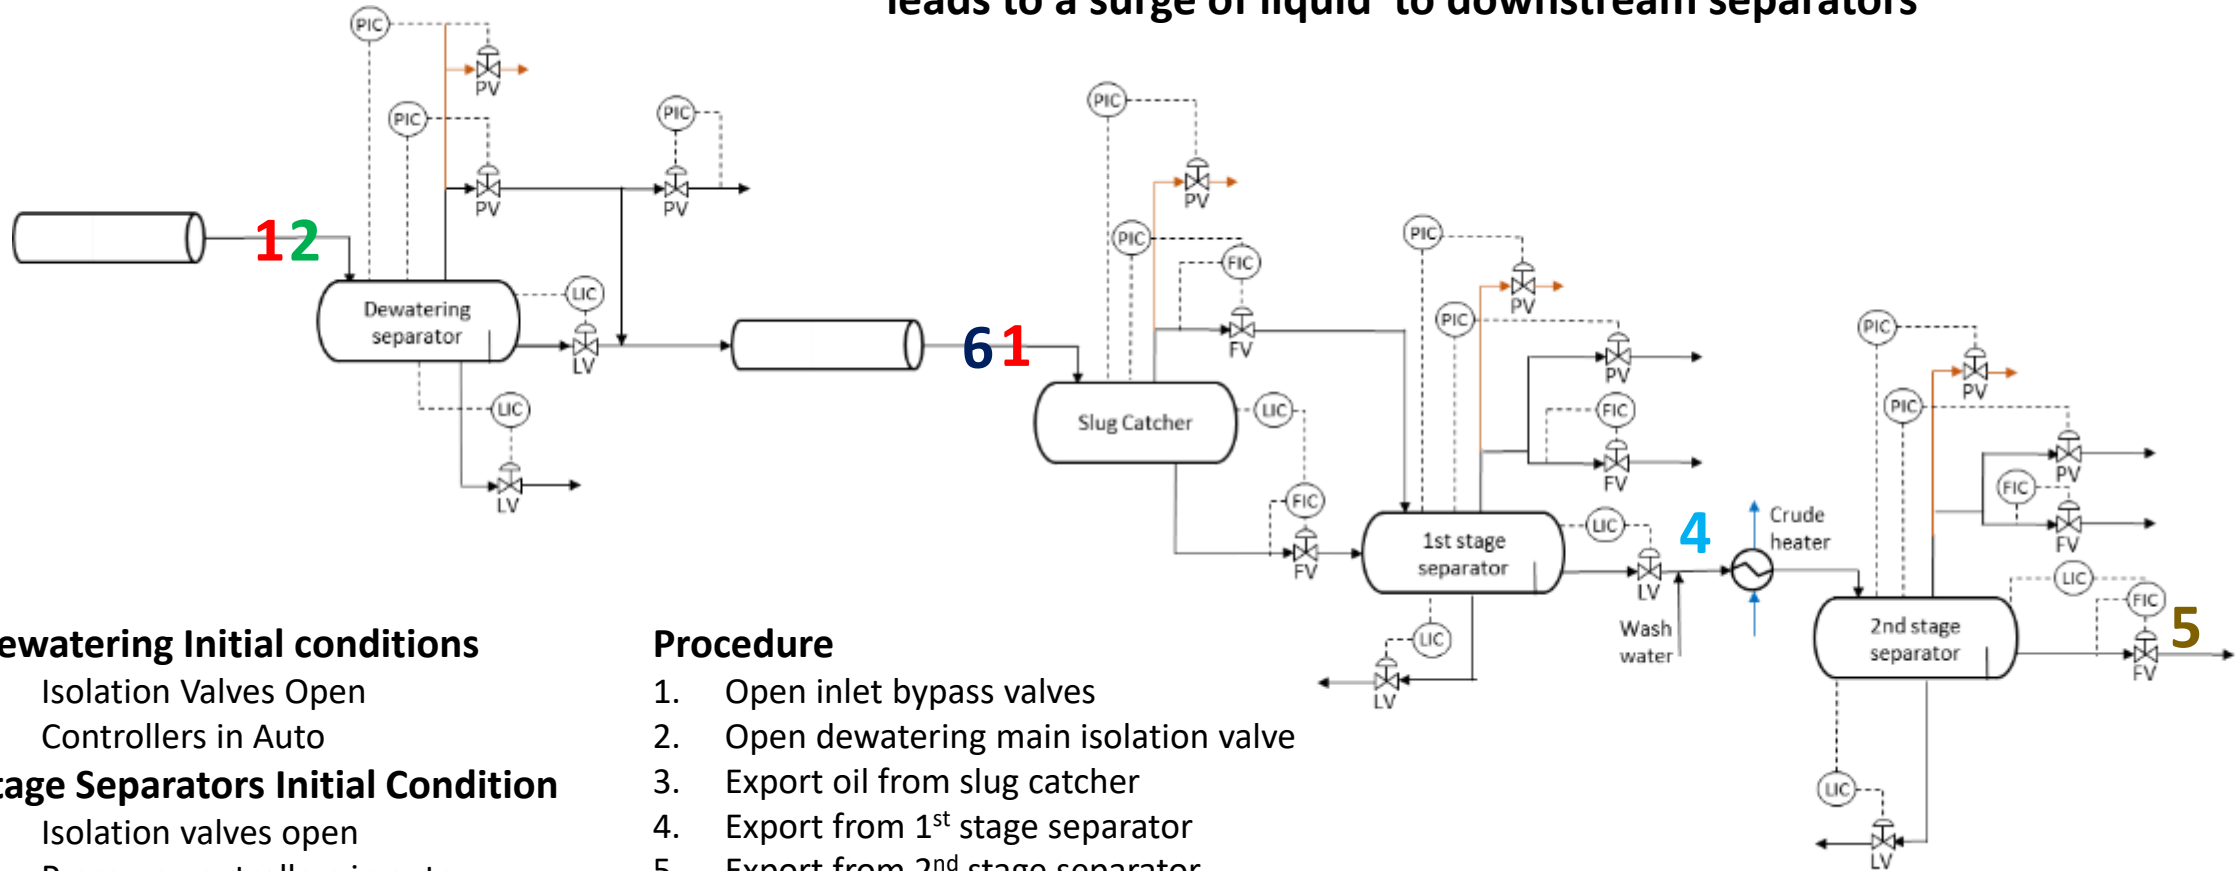 leads to a surge of liquid to downstream separators
PIC
PV
PIC
PIC
PV
PV
1 2
Dewatering
separator
LIC
LV
LIC
LV
6 1
PIC
PV
PIC
FIC
FV
Slug Catcher
LIC
FIC
FV
PIC
PV
PIC
PV
FIC
FV
1st stage
separator
LIC
LV
4
Crude
heater
Wash
water
LIC
LV
PIC
PV
PIC
PV
FIC
FV
LIC
FIC
FV
5
2nd stage
separator
LIC
LV
ewatering Initial conditions
Isolation Valves Open
Controllers in Auto
tage Separators Initial Condition
Isolation valves open
Procedure
1. Open inlet bypass valves
2. Open dewatering main isolation valve
3. Export oil from slug catcher
4. Export from 1st stage separator
5. Export from 2nd stage separator